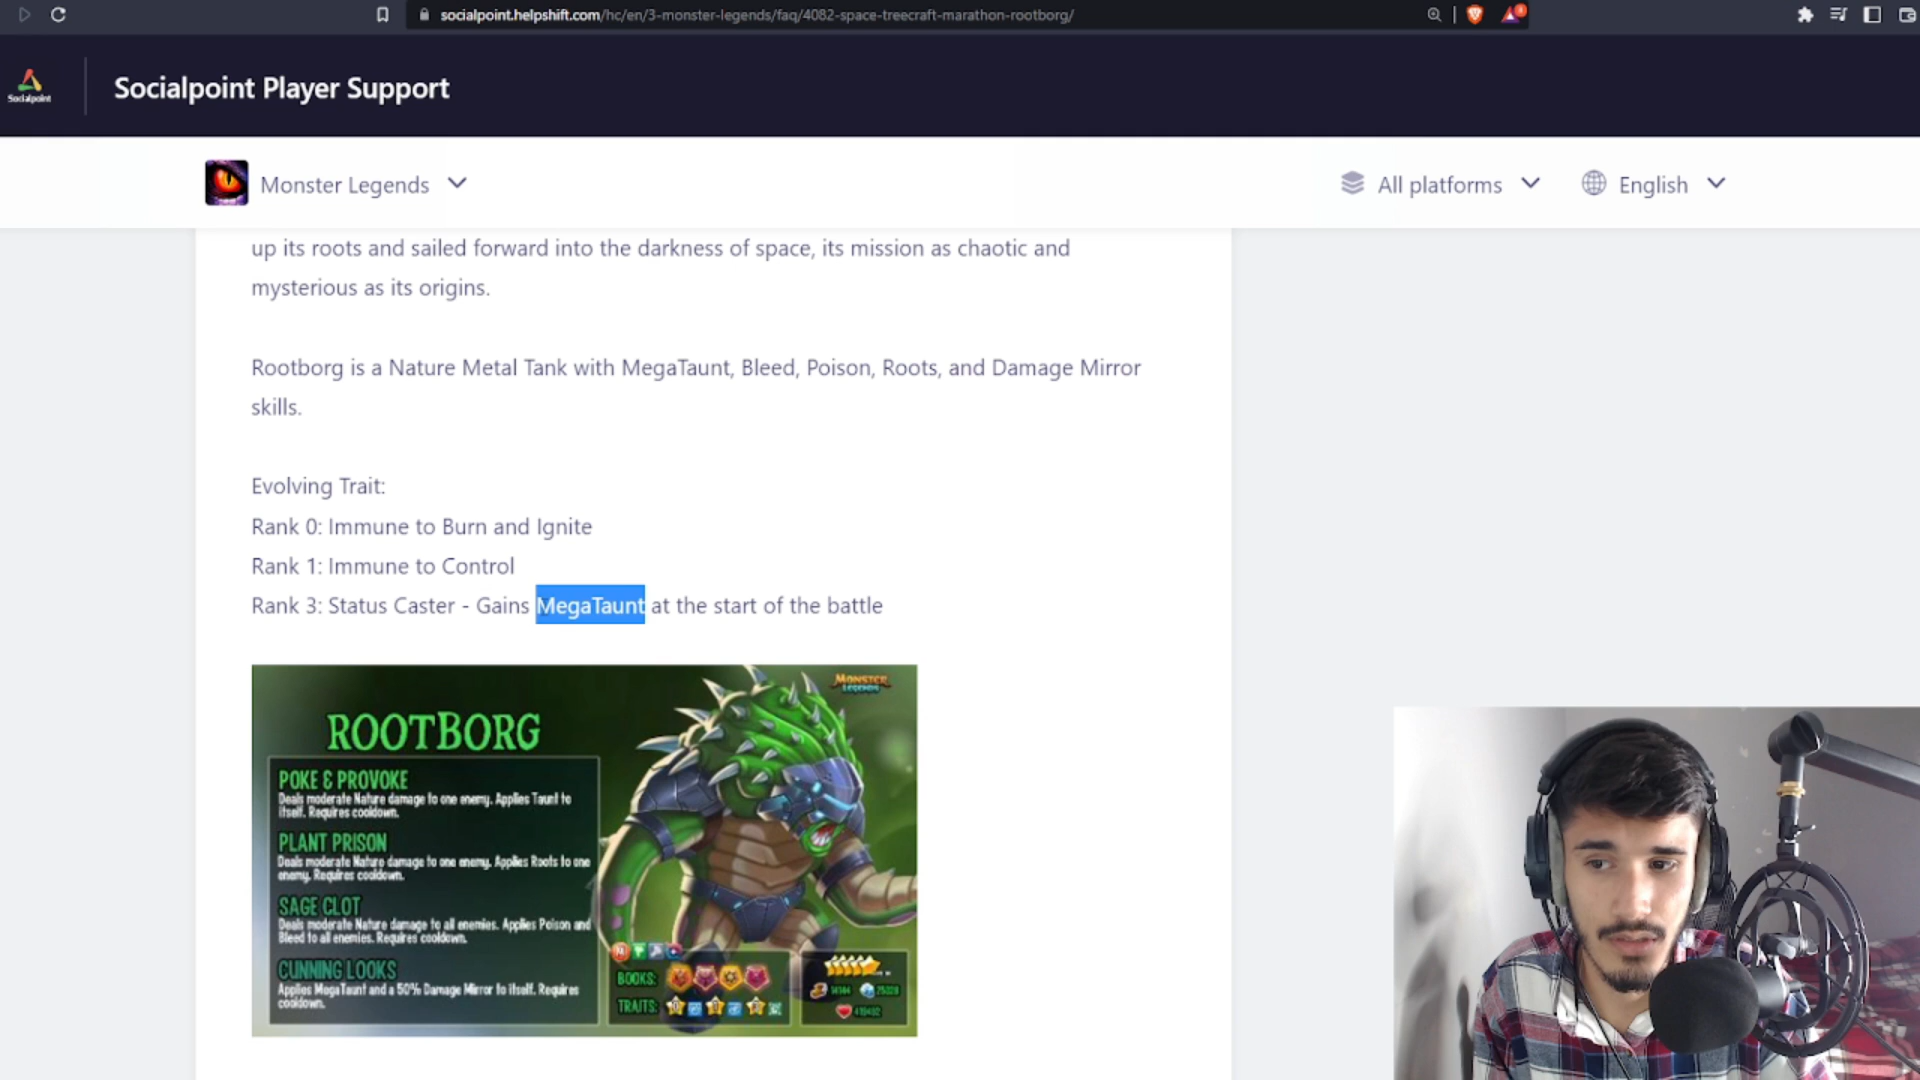 socialpoint.helpshift.com/hc/en/3-monster-legends/faq/4082-space-treecraft-marathon-rootborg/
Socialpoint
Socialpoint Player Support
Monster Legends
All platforms
English
up its roots and sailed forward into the darkness of space, its mission as chaotic and
mysterious as its origins.
Rootborg is a Nature Metal Tank with MegaTaunt, Bleed, Poison, Roots, and Damage Mirror
skills.
Evolving Trait:
Rank 0: Immune to Burn and Ignite
Rank 1: Immune to Control
Rank 3: Status Caster - Gains MegaTaunt at the start of the battle
MONSTER
LEGENDS
ROOTBORG
POKE & PROVOKE
Deals moderate Nature damage to one enemy. Applies Taunt to
itself. Requires cooldown.
PLANT PRISON
Deals moderate Nature damage to one enemy. Applies Roots to one
enemy. Requires cooldown.
SAGE CLOT
Deals moderate Nature damage to all enemies. Applies Poison and
Bleed to all enemies. Requires cooldown.
CUNNING LOOKS
Applies MegaTaunt and a 50% Damage Mirror to itself. Requires
cooldown.
BOOKS:
TRAITS: